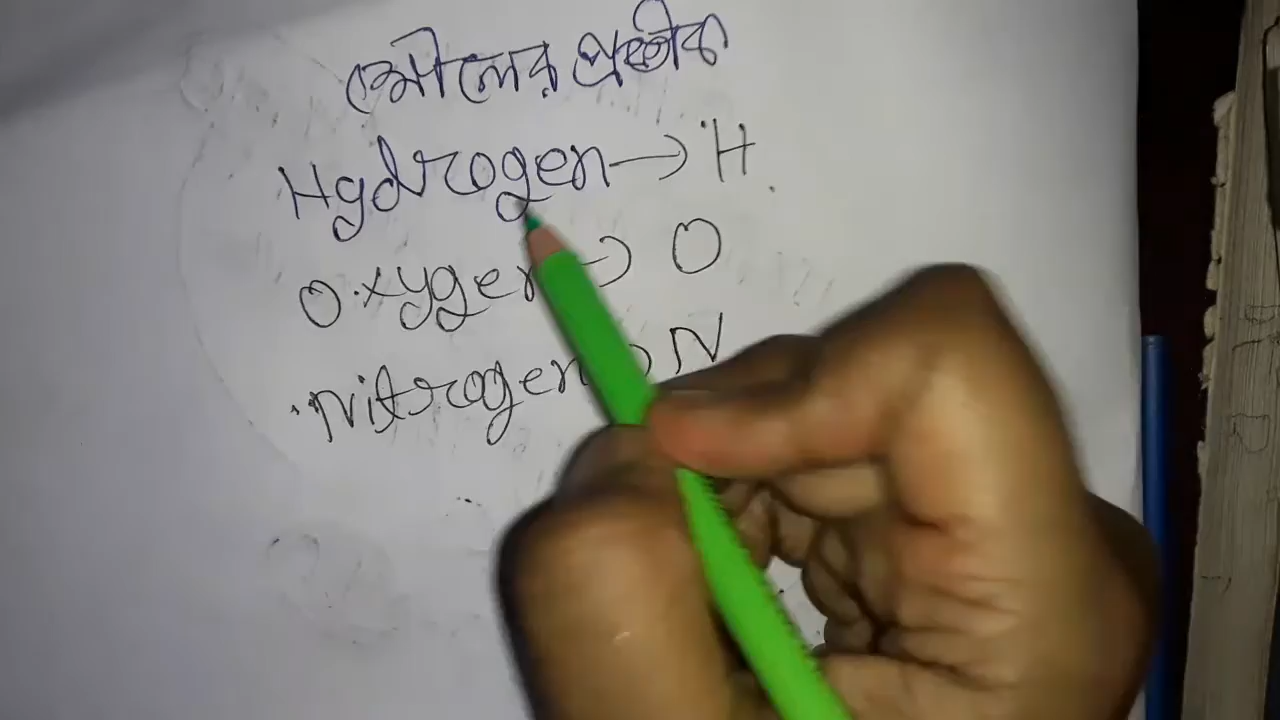 মৌলের প্রতীক
Hydrogen → H
Oxygen → O
Nitrogen → N